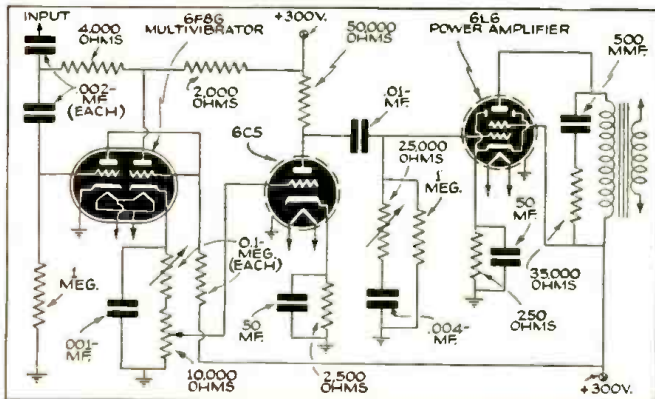 INPUT
4,000
OHMS
6F8G
MULTIVIBRATOR
+300V.
50,000
OHMS
6L6
POWER AMPLIFIER
500
MMF.
.002-
MF.
(EACH)
2,000
OHMS
.01-
MF.
6C5
25,000
OHMS
1
MEG.
0.1-
MEG.
(EACH)
1
MEG.
.001-
MF.
10,000
OHMS
50
MF.
2,500
OHMS
.004-
MF.
50
MF.
250
OHMS
35,000
OHMS
+300V.